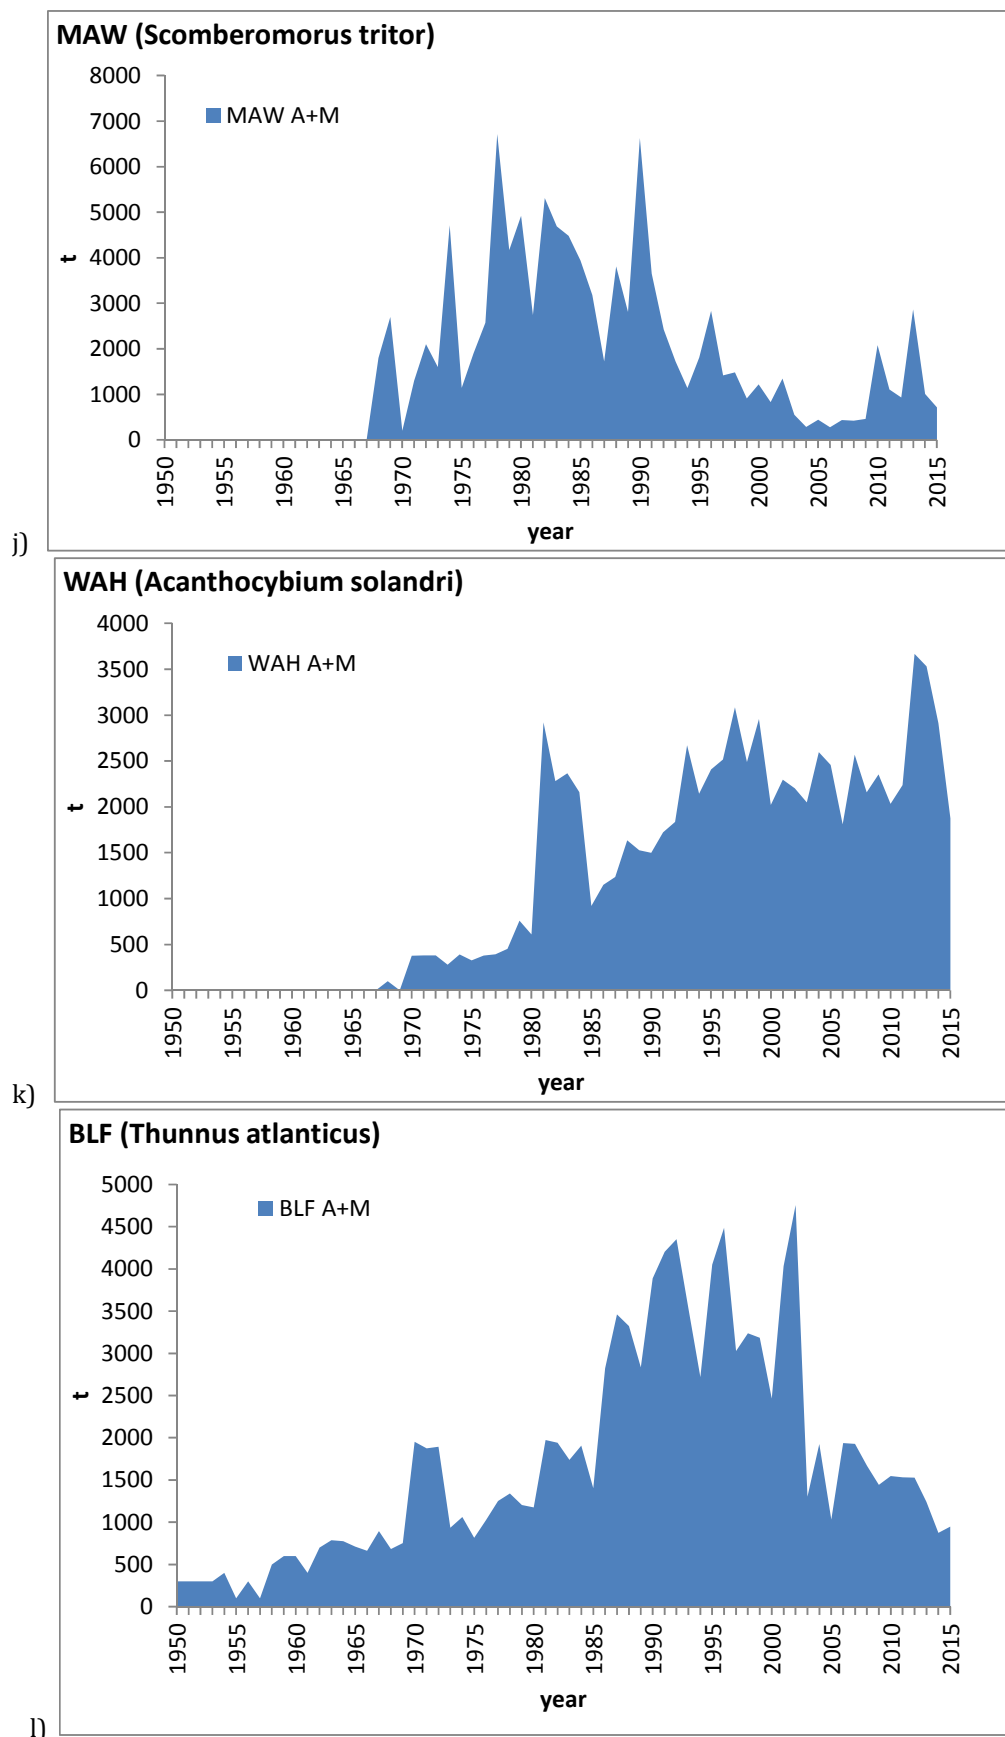 MAW (Scomberomorus tritor)
8000
MAW A+M
7000
6000
5000
4000
t
3000
2000
1000
0
1950 1955 1960 1965 1970 1975 1980 1985 1990 1995 2000 2005 2010 2015
year
j)
WAH (Acanthocybium solandri)
4000
WAH A+M
3500
3000
2500
2000
t
1500
1000
500
0
1950 1955 1960 1965 1970 1975 1980 1985 1990 1995 2000 2005 2010 2015
year
k)
BLF (Thunnus atlanticus)
5000
BLF A+M
4500
4000
3500
3000
2500
t
2000
1500
1000
500
0
1950 1955 1960 1965 1970 1975 1980 1985 1990 1995 2000 2005 2010 2015
year
l)